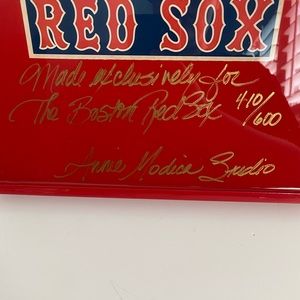 RED SOX
Made exclusively for
The Boston Red Sox 410/600
Annie Modica Studio